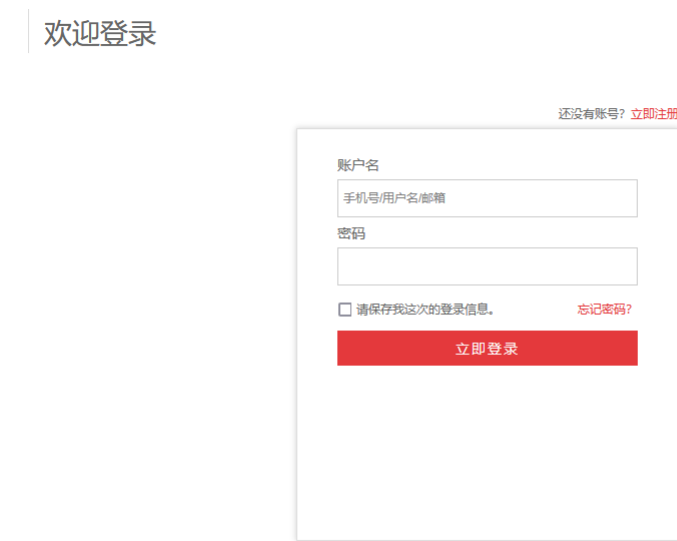 欢迎登录
还没有账号？立即注册
账户名
手机号/用户名/邮箱
密码
请保存我这次的登录信息。 忘记密码?
立即登录